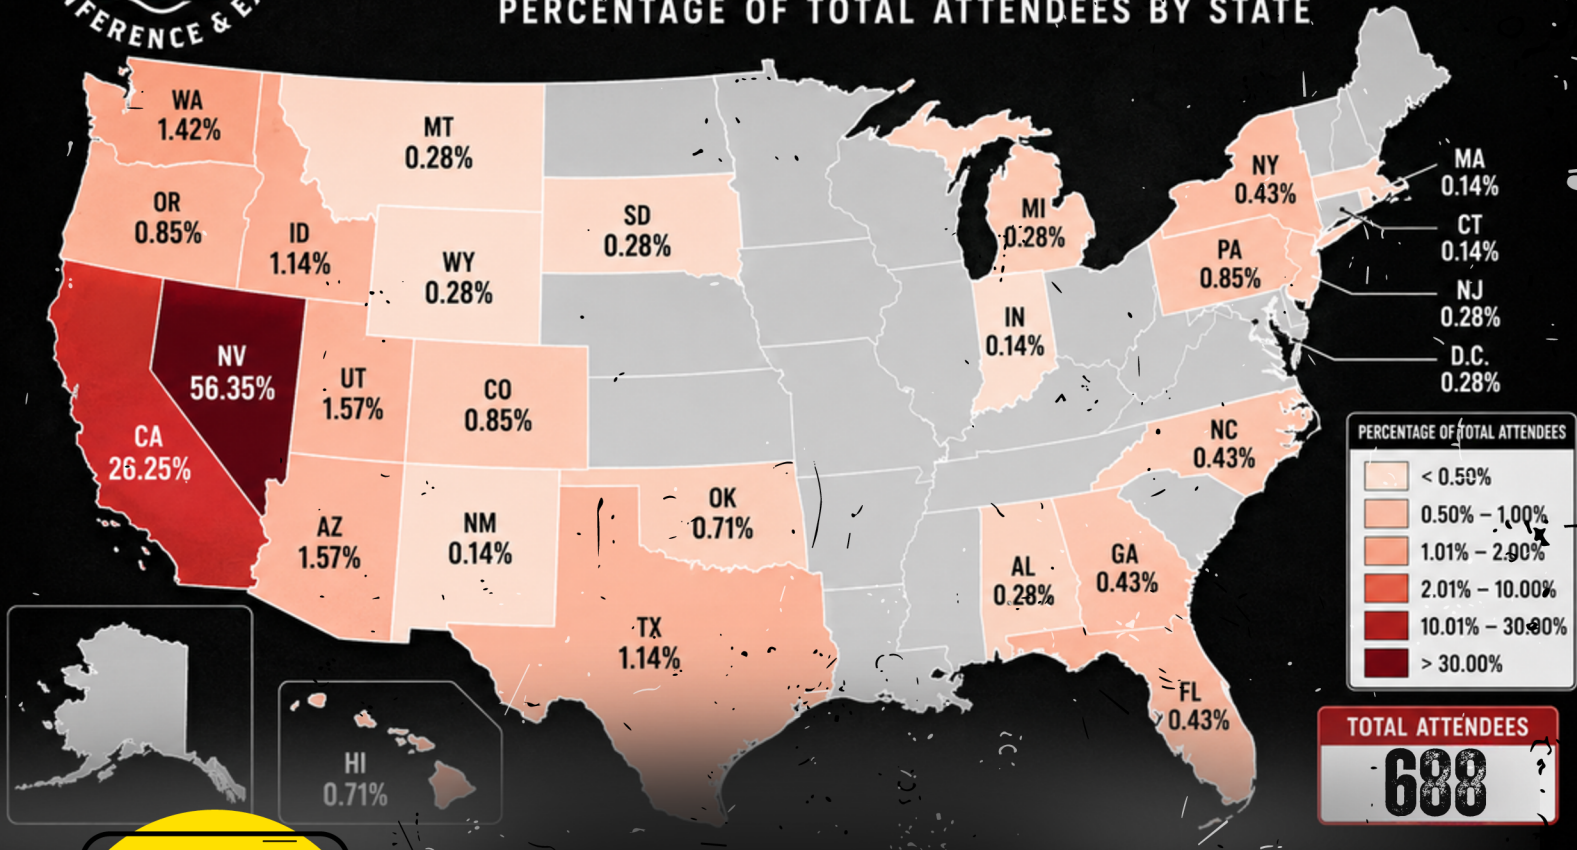 FERENCE & E
PERCENTAGE OF TOTAL ATTENDEES BY STATE
WA
1.42%
MT
0.28%
OR
0.85%
ID
1.14%
WY
0.28%
SD
0.28%
MI
0.28%
NY
0.43%
MA
0.14%
CT
0.14%
PA
0.85%
NJ
0.28%
D.C.
0.28%
IN
0.14%
NV
56.35%
CA
26.25%
UT
1.57%
CO
0.85%
AZ
1.57%
NM
0.14%
OK
0.71%
TX
1.14%
NC
0.43%
AL
0.28%
GA
0.43%
FL
0.43%
HI
0.71%
PERCENTAGE OF TOTAL ATTENDEES
< 0.50%
0.50% – 1.00%
1.01% – 2.00%
2.01% – 10.00%
10.01% – 30.00%
> 30.00%
TOTAL ATTENDEES
688